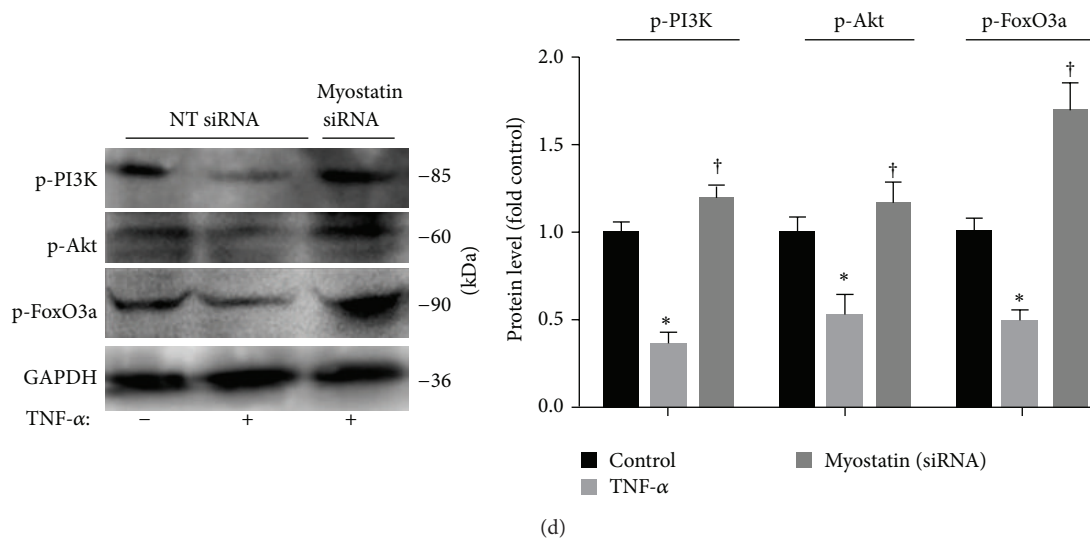 NT siRNA
Myostatin
siRNA
p-PI3K
−85
p-Akt
−60
p-FoxO3a
−90
(kDa)
GAPDH
−36
TNF-α:
−
+
+
p-PI3K
p-Akt
p-FoxO3a
Protein level (fold control)
2.0
1.5
1.0
0.5
0.0
*
†
*
†
*
†
Control
TNF-α
Myostatin (siRNA)
(d)